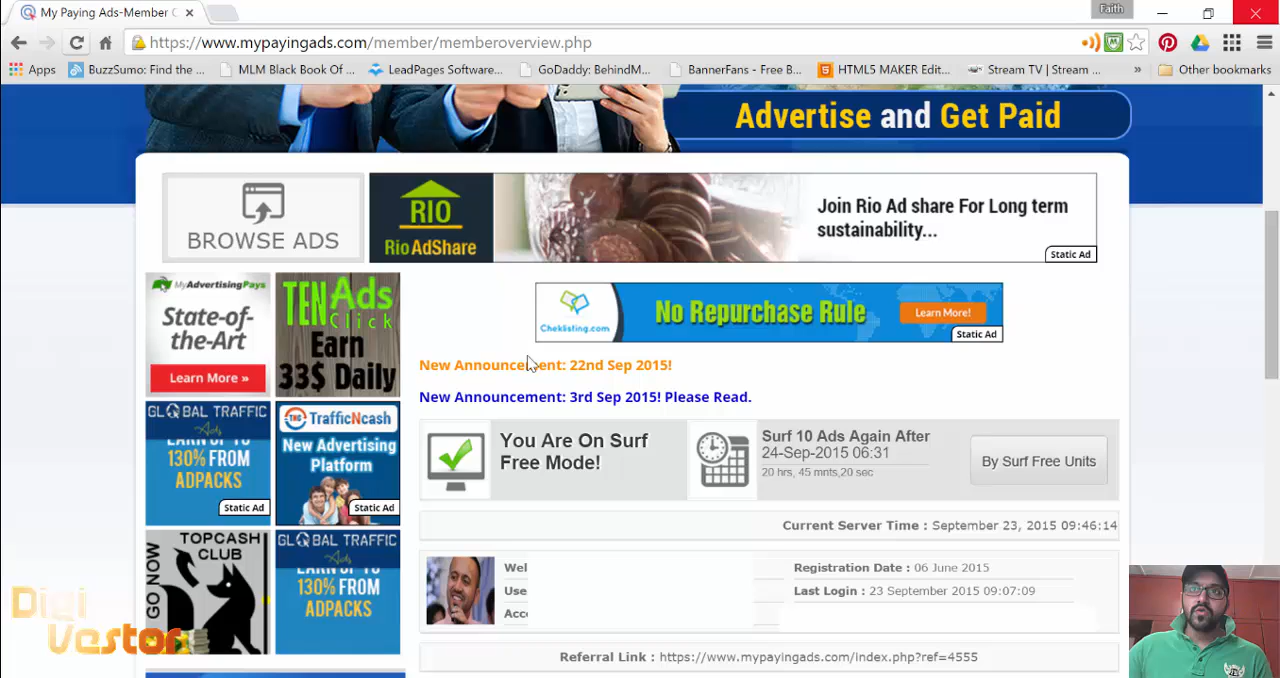 My Paying Ads-Member C
Faith
https://www.mypayingads.com/member/memberoverview.php
Apps
BuzzSumo: Find the ...
MLM Black Book Of ...
LeadPages Software...
GoDaddy: BehindM...
BannerFans - Free B...
HTML5 MAKER Edit...
Stream TV | Stream ...
»
Other bookmarks
Advertise and Get Paid
BROWSE ADS
RIO
RioAdShare
Join Rio Ad share For Long term
sustainability...
Static Ad
MyAdvertisingPays
State-of-
the-Art
Learn More »
TEN Ads
Click
Earn
33$ Daily
Cheklisting.com
No Repurchase Rule
Learn More!
Static Ad
New Announcement: 22nd Sep 2015!
New Announcement: 3rd Sep 2015! Please Read.
GLOBAL TRAFFIC
Ads
EARN UP TO
130% FROM
ADPACKS
Static Ad
TNC TrafficNcash
New Advertising
Platform
Static Ad
You Are On Surf
Free Mode!
Surf 10 Ads Again After
24-Sep-2015 06:31
20 hrs, 45 mnts,20 sec
By Surf Free Units
Current Server Time : September 23, 2015 09:46:14
GO NOW
TOPCASH
CLUB
GLOBAL TRAFFIC
Ads
130% FROM
ADPACKS
Wel
Use
Acc
Registration Date : 06 June 2015
Last Login : 23 September 2015 09:07:09
Referral Link : https://www.mypayingads.com/index.php?ref=4555
Digi
Vestor